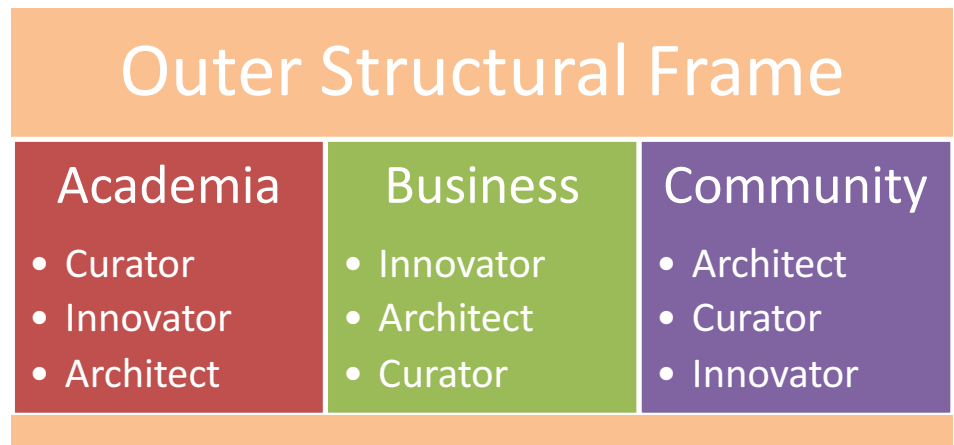 Outer Structural Frame
Academia
• Curator
• Innovator
• Architect
Business
• Innovator
• Architect
• Curator
Community
• Architect
• Curator
• Innovator